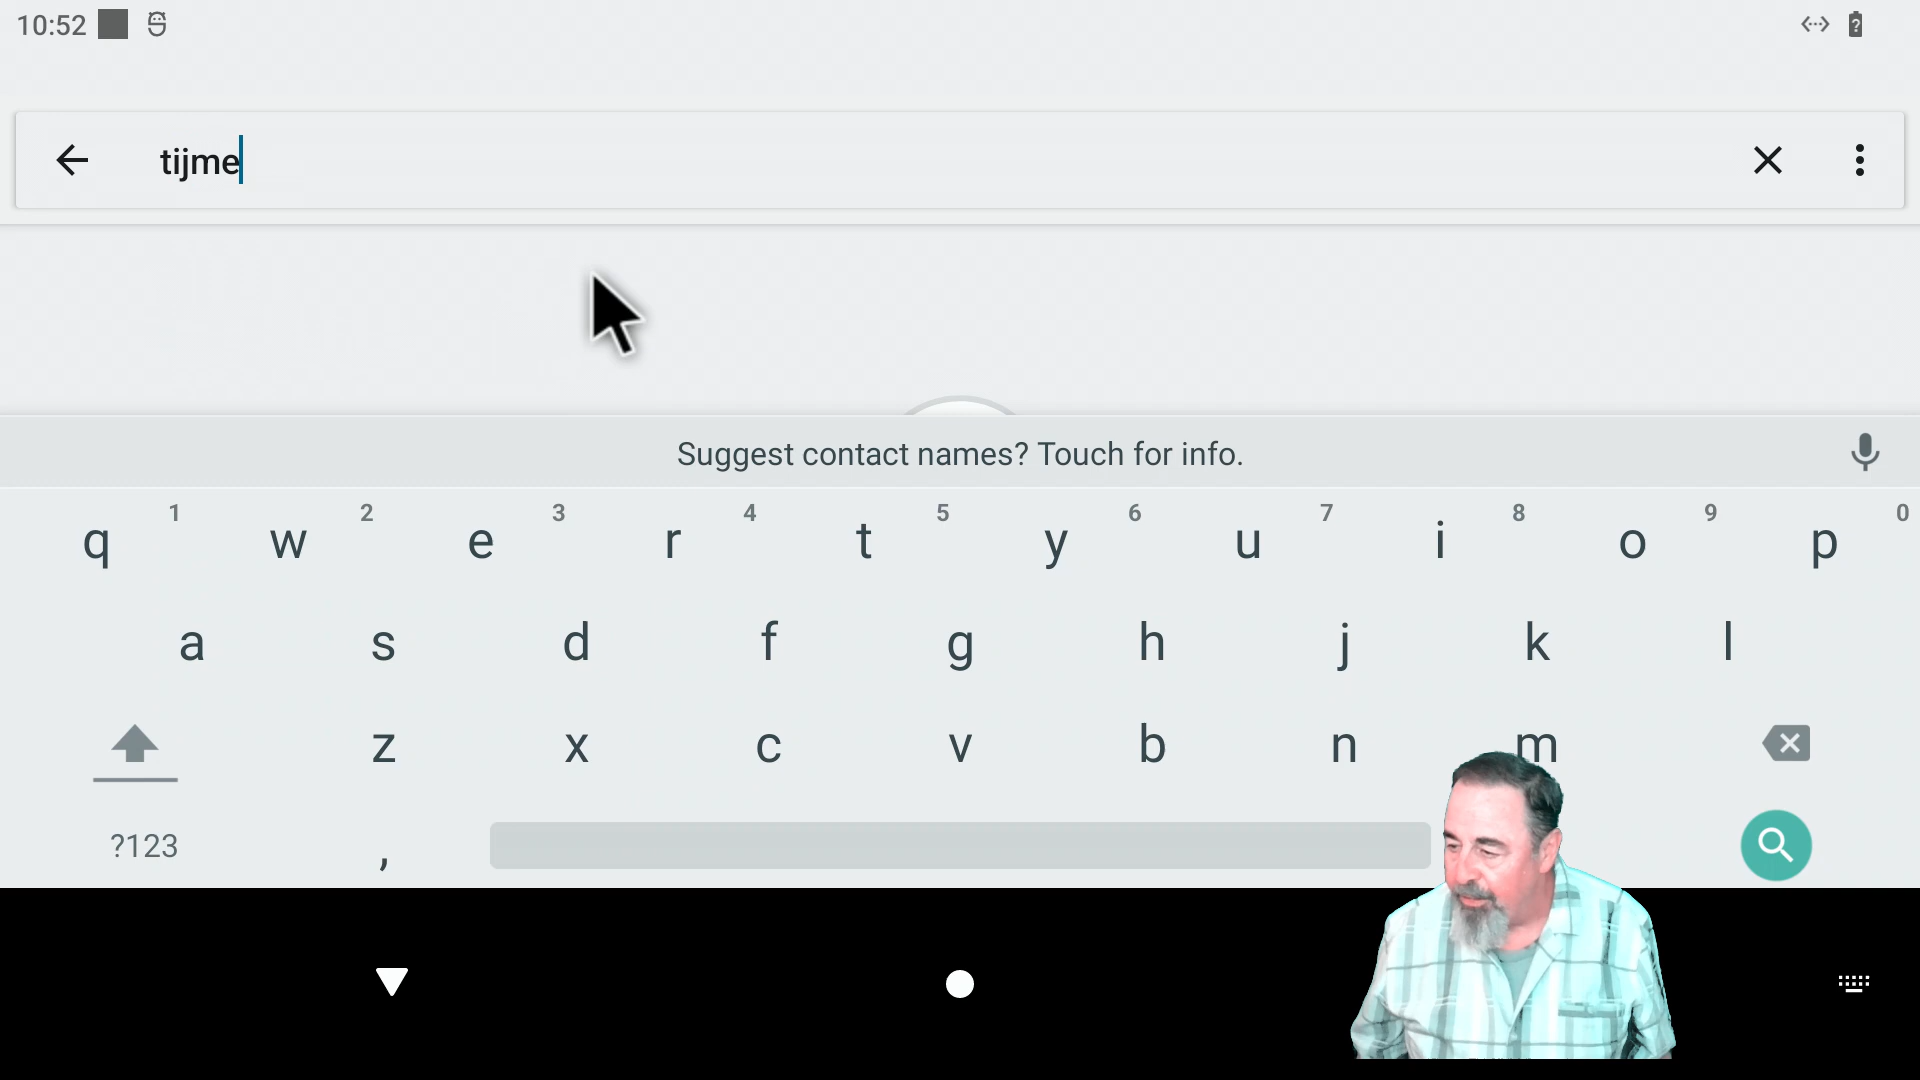 10:52
tijme
Suggest contact names? Touch for info.
1 2 3 4 5 6 7 8 9 0
q w e r t y u i o p
a s d f g h j k l
z x c v b n m
?123 ,